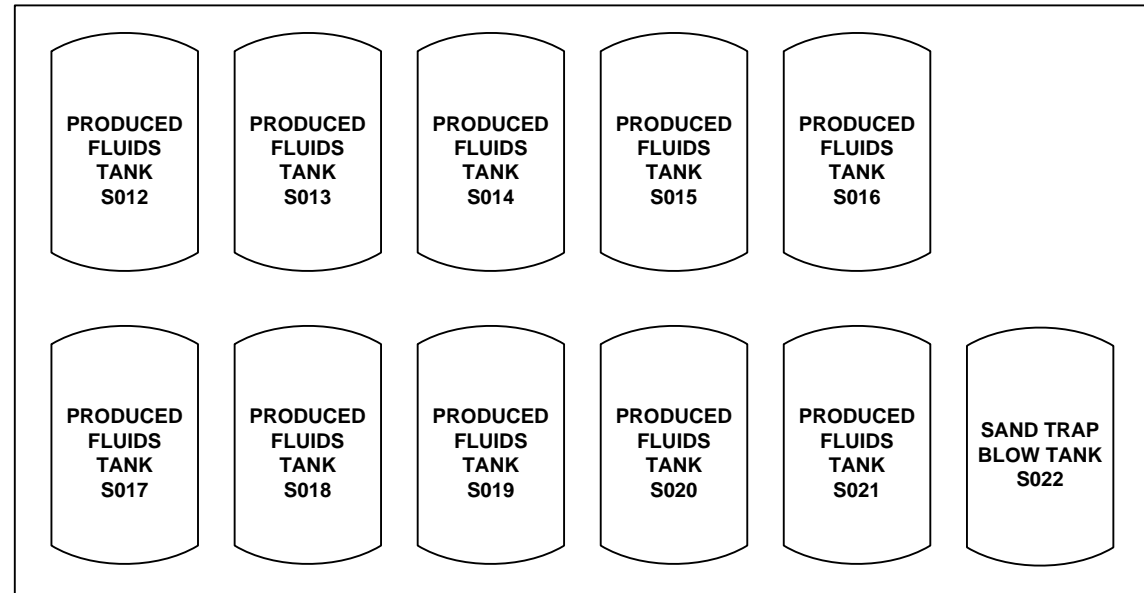 PRODUCED
FLUIDS
TANK
S012
PRODUCED
FLUIDS
TANK
S013
PRODUCED
FLUIDS
TANK
S014
PRODUCED
FLUIDS
TANK
S015
PRODUCED
FLUIDS
TANK
S016
PRODUCED
FLUIDS
TANK
S017
PRODUCED
FLUIDS
TANK
S018
PRODUCED
FLUIDS
TANK
S019
PRODUCED
FLUIDS
TANK
S020
PRODUCED
FLUIDS
TANK
S021
SAND TRAP
BLOW TANK
S022